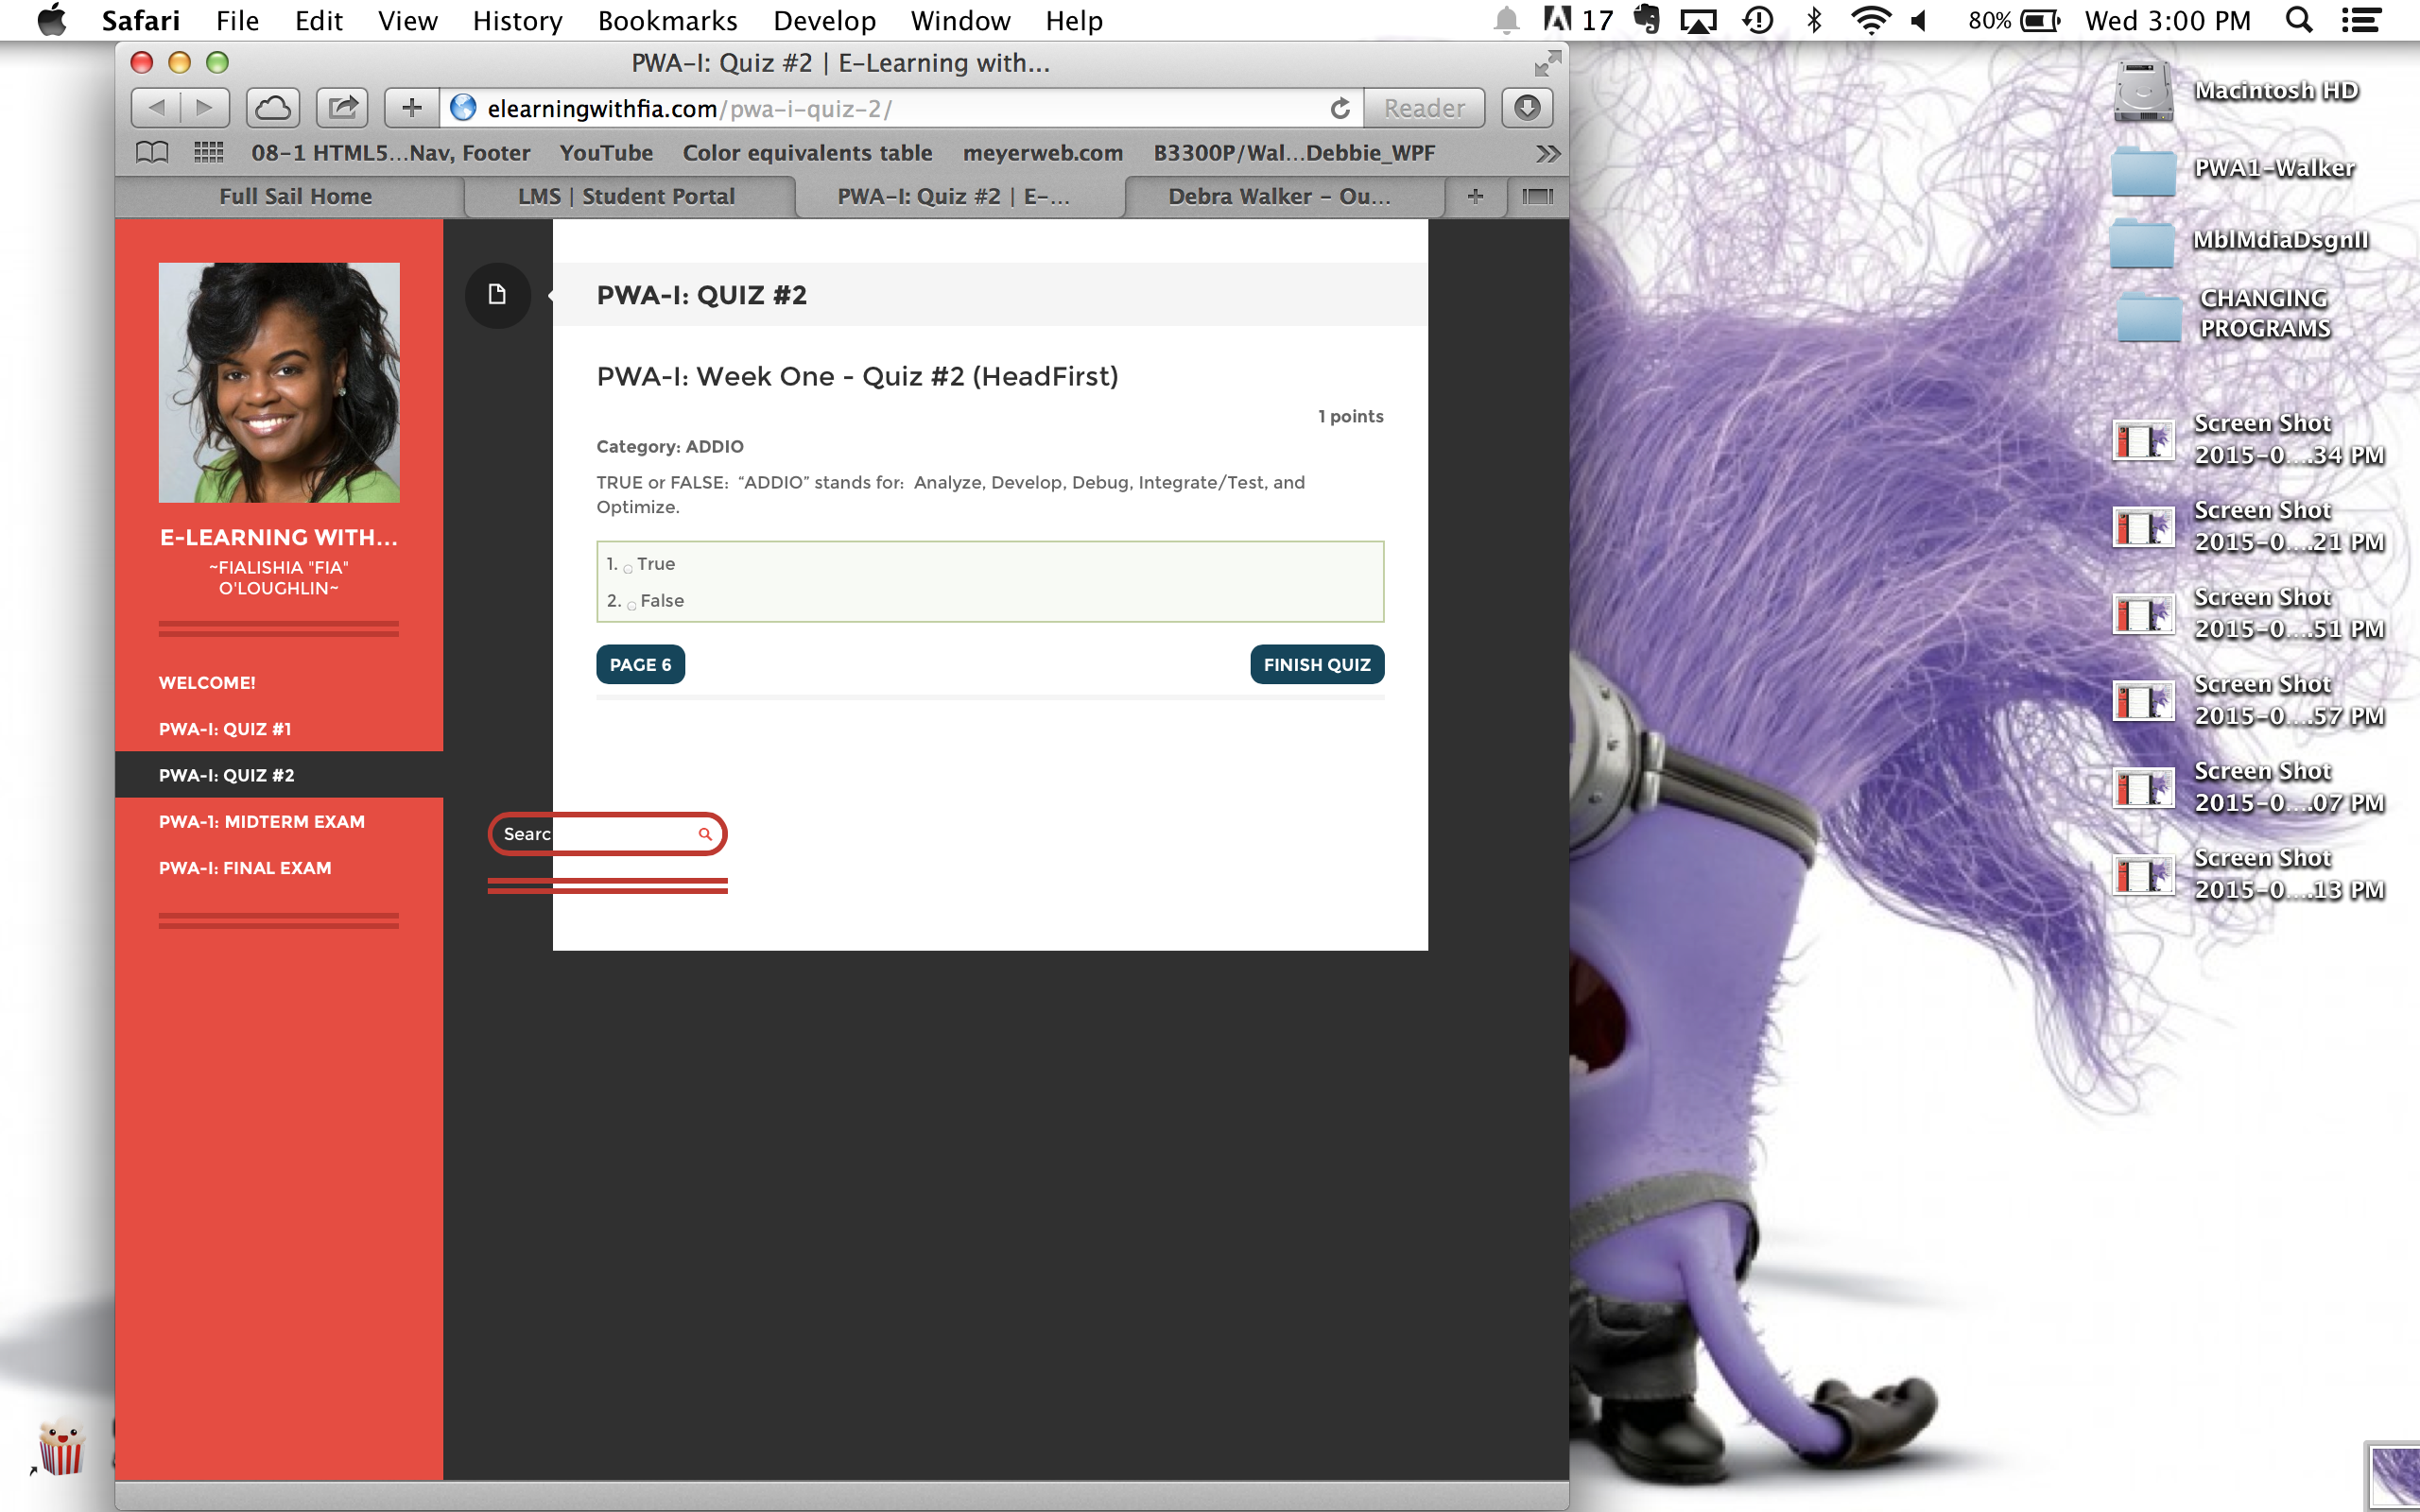 Safari File Edit View History Bookmarks Develop Window Help 17 80% Wed 3:00 PM
PWA-I: Quiz #2 | E-Learning with...
elearningwithfia.com/pwa-i-quiz-2/ Reader
08-1 HTML5...Nav, Footer YouTube Color equivalents table meyerweb.com B3300P/Wal...Debbie_WPF
Full Sail Home LMS | Student Portal PWA-I: Quiz #2 | E-... Debra Walker - Ou...
E-LEARNING WITH...
~FIALISHIA "FIA"
O'LOUGHLIN~
WELCOME!
PWA-I: QUIZ #1
PWA-I: QUIZ #2
PWA-1: MIDTERM EXAM
PWA-I: FINAL EXAM
PWA-I: QUIZ #2
PWA-I: Week One - Quiz #2 (HeadFirst)
1 points
Category: ADDIO
TRUE or FALSE: “ADDIO” stands for: Analyze, Develop, Debug, Integrate/Test, and
Optimize.
1. True
2. False
PAGE 6 FINISH QUIZ
Searc
Macintosh HD
PWA1-Walker
MblMdiaDsgnII
CHANGING
PROGRAMS
Screen Shot
2015-0....34 PM
Screen Shot
2015-0....21 PM
Screen Shot
2015-0....51 PM
Screen Shot
2015-0....57 PM
Screen Shot
2015-0....07 PM
Screen Shot
2015-0....13 PM